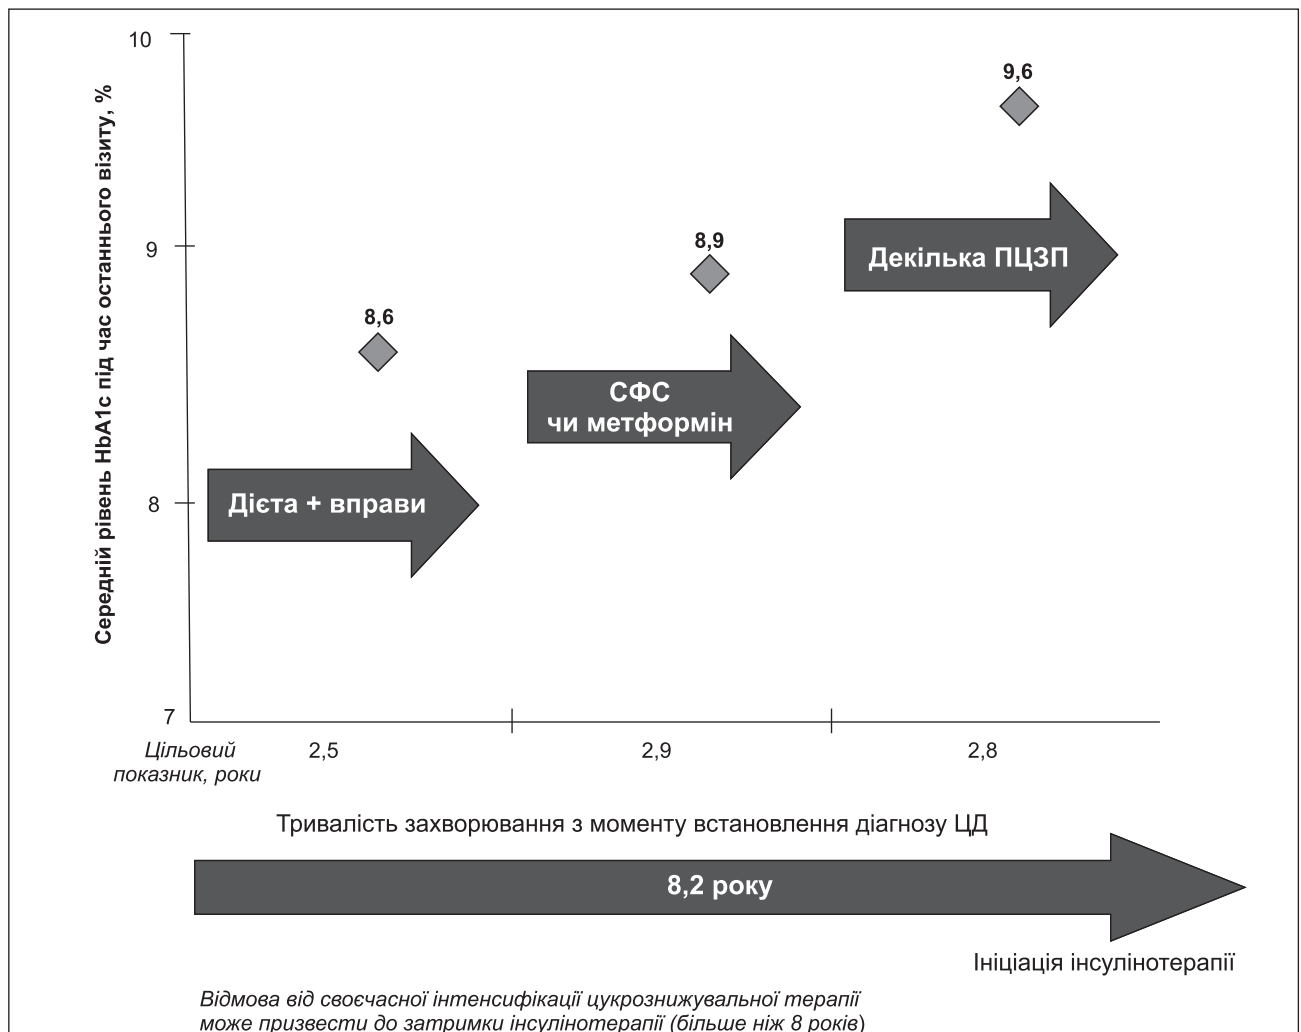 10
9,6
Середній рівень HbA1c під час останнього візиту, %
9
8,9
Декілька ПЦЗП
8,6
СФС
чи метформін
8
Дієта + вправи
7
Цільовий
показник, роки
2,5
2,9
2,8
Тривалість захворювання з моменту встановлення діагнозу ЦД
8,2 року
Ініціація інсулінотерапії
Відмова від своєчасної інтенсифікації цукрознижувальної терапії
може призвести до затримки інсулінотерапії (більше ніж 8 років)